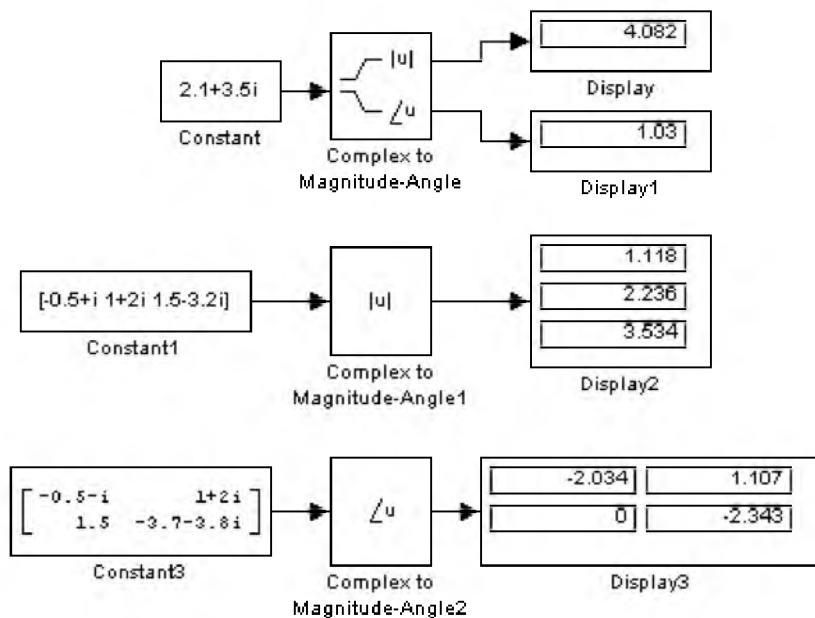 2.1+3.5i
Constant
|u|
∠u
Complex to
Magnitude-Angle
4.082
Display
1.03
Display1
[-0.5+i 1+2i 1.5-3.2i]
Constant1
|u|
Complex to
Magnitude-Angle1
1.118
2.236
3.534
Display2
-0.5-i 1+2i
1.5 -3.7-3.8i
Constant3
∠u
Complex to
Magnitude-Angle2
-2.034 1.107
0 -2.343
Display3